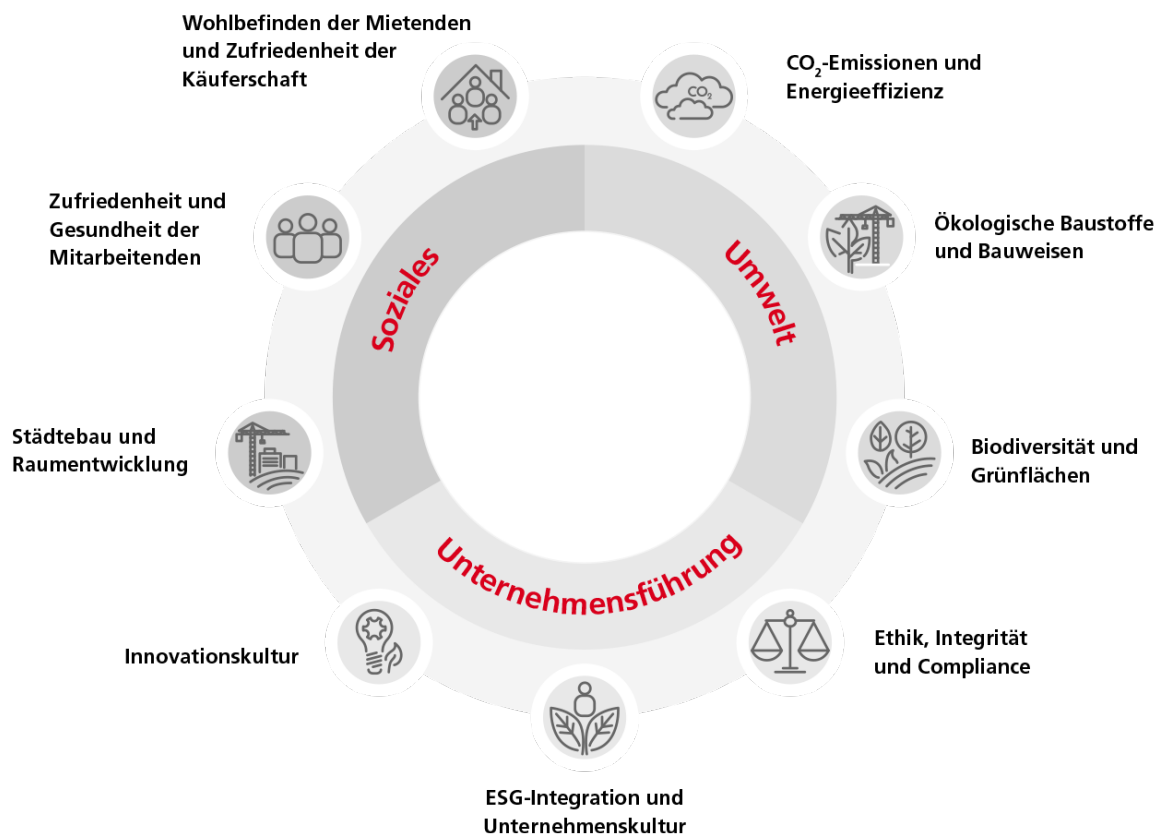 Wohlbefinden der Mietenden
und Zufriedenheit der
Käuferschaft
CO₂-Emissionen und
Energieeffizienz
CO₂
Zufriedenheit und
Gesundheit der
Mitarbeitenden
Ökologische Baustoffe
und Bauweisen
Soziales
Umwelt
Städtebau und
Raumentwicklung
Biodiversität und
Grünflächen
Unternehmensführung
Innovationskultur
Ethik, Integrität
und Compliance
ESG-Integration und
Unternehmenskultur